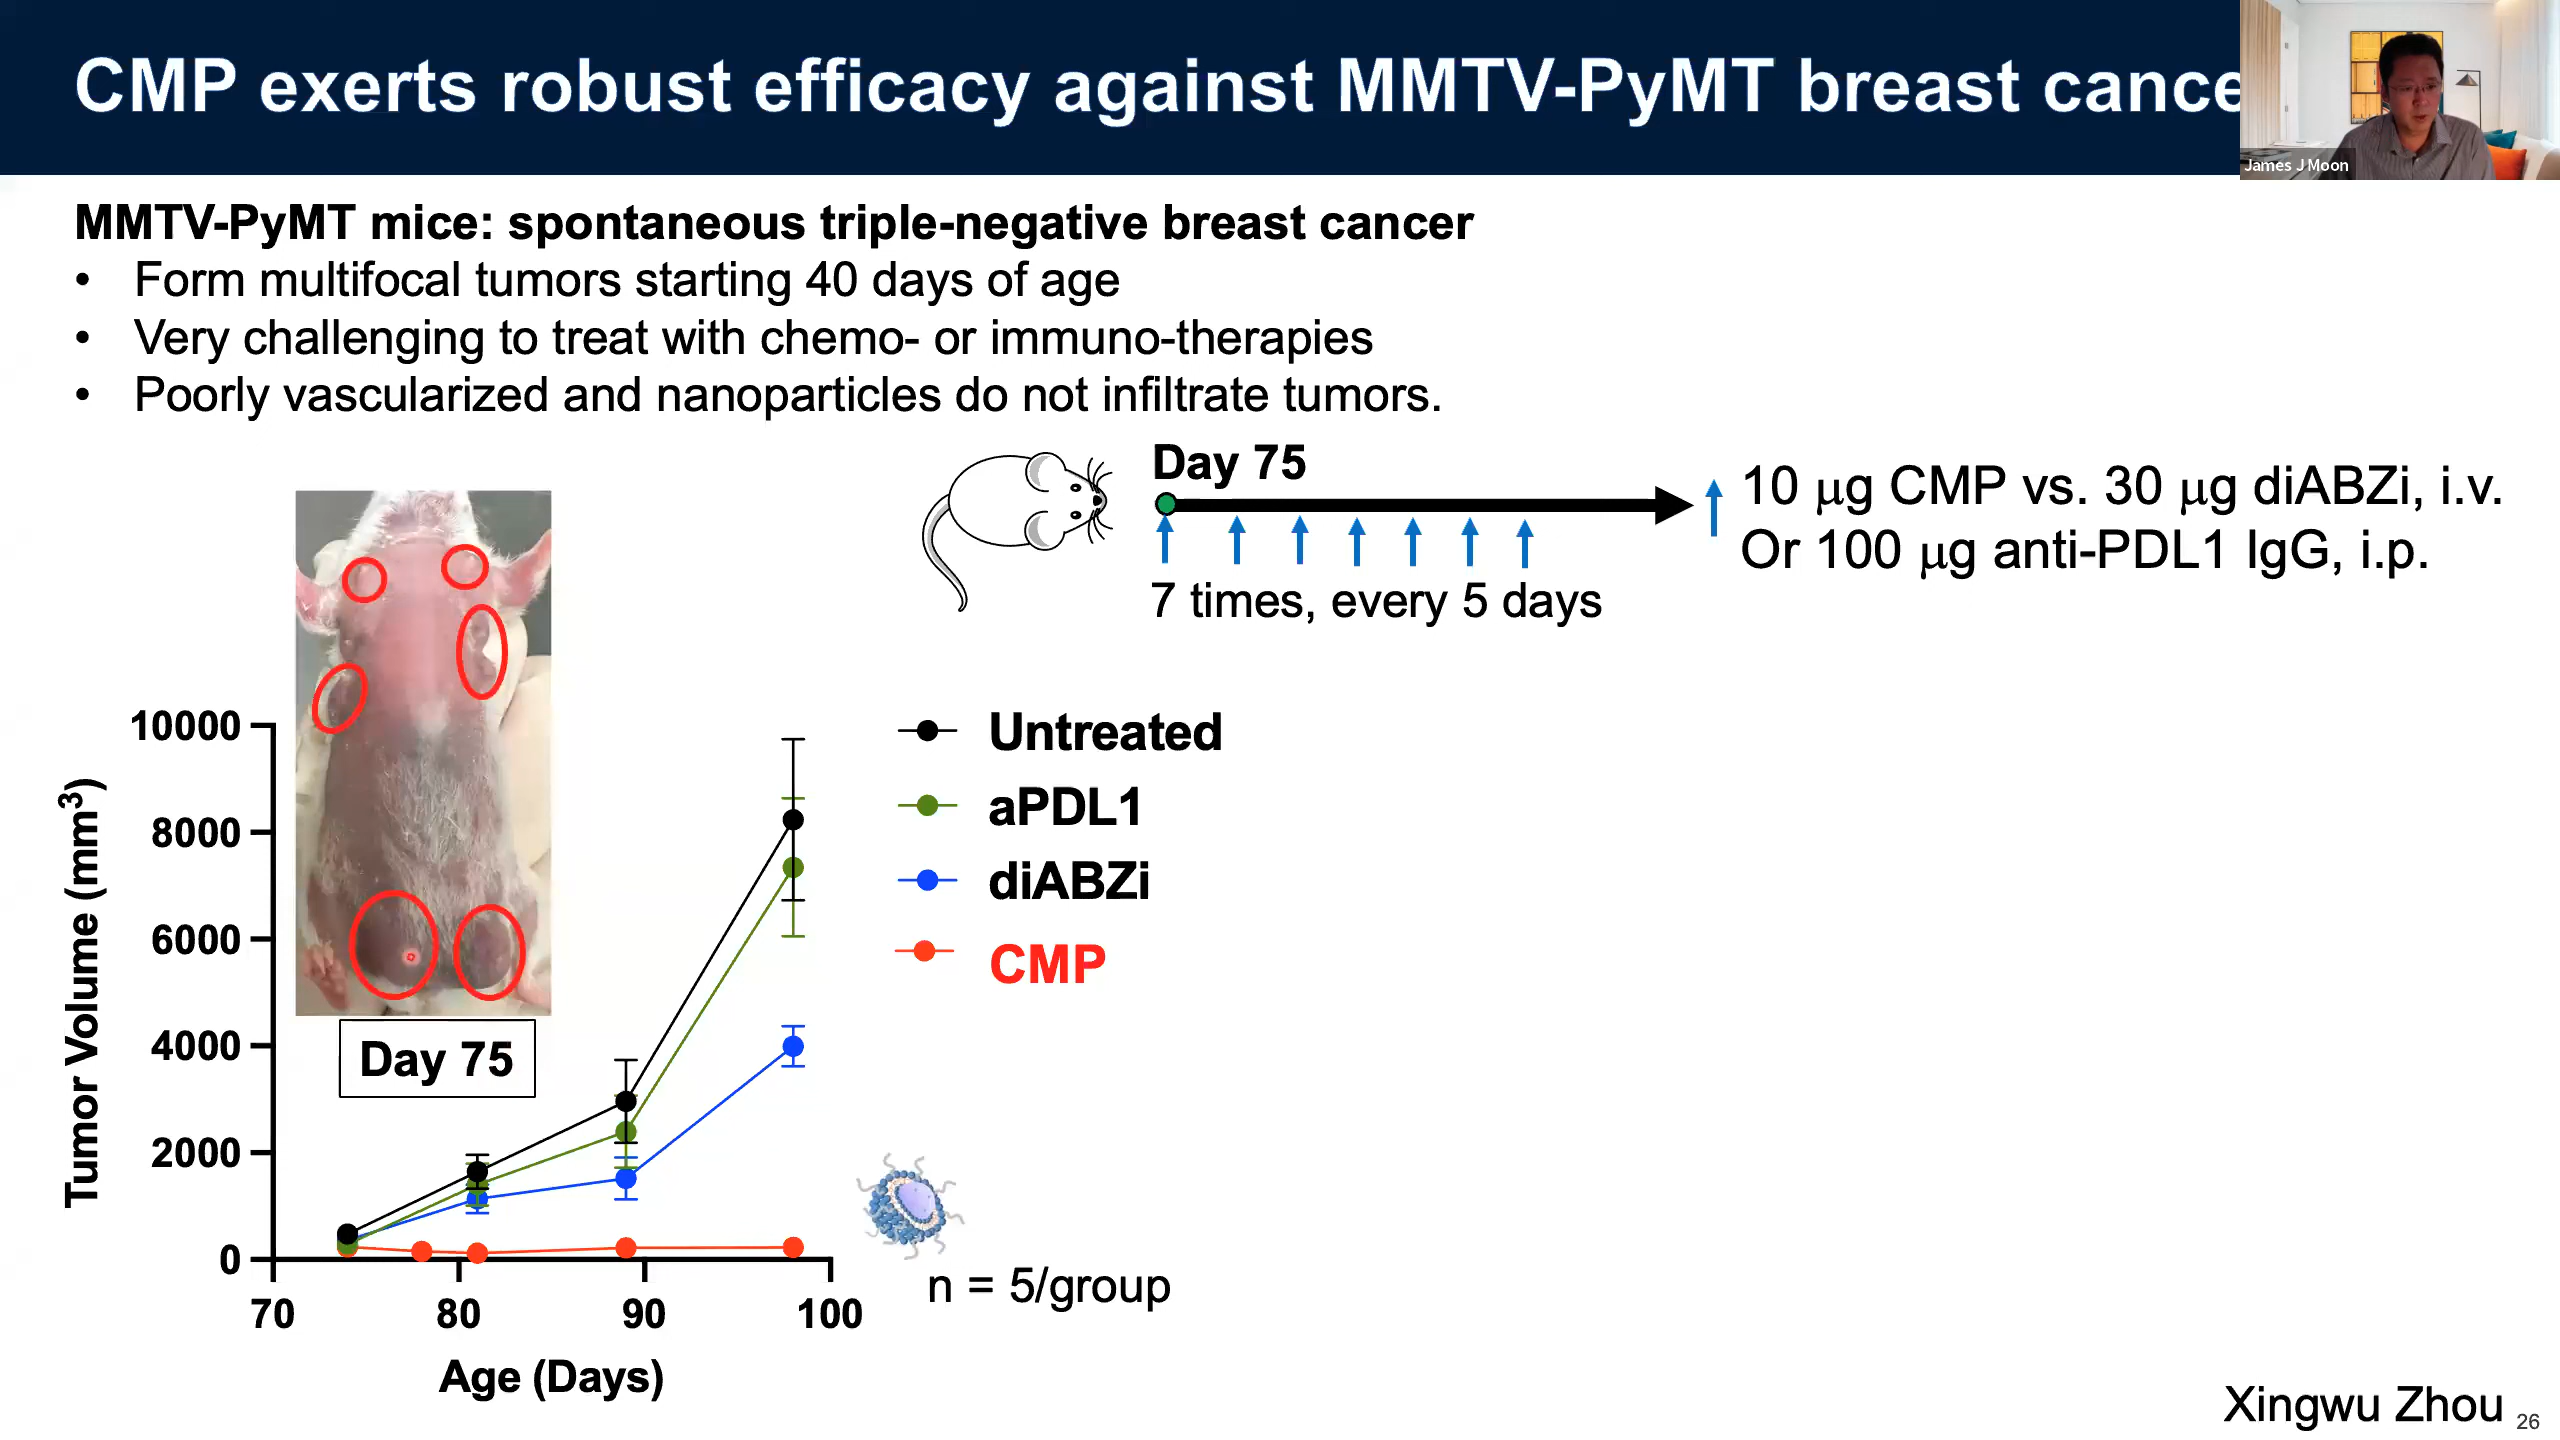 CMP exerts robust efficacy against MMTV-PyMT breast cance
James J Moon
MMTV-PyMT mice: spontaneous triple-negative breast cancer
• Form multifocal tumors starting 40 days of age
• Very challenging to treat with chemo- or immuno-therapies
• Poorly vascularized and nanoparticles do not infiltrate tumors.
Day 75
7 times, every 5 days
10 μg CMP vs. 30 μg diABZi, i.v.
Or 100 μg anti-PDL1 IgG, i.p.
Tumor Volume (mm³)
10000
8000
6000
4000
2000
0
70 80 90 100
Age (Days)
Day 75
Untreated
aPDL1
diABZi
CMP
n = 5/group
Xingwu Zhou
26